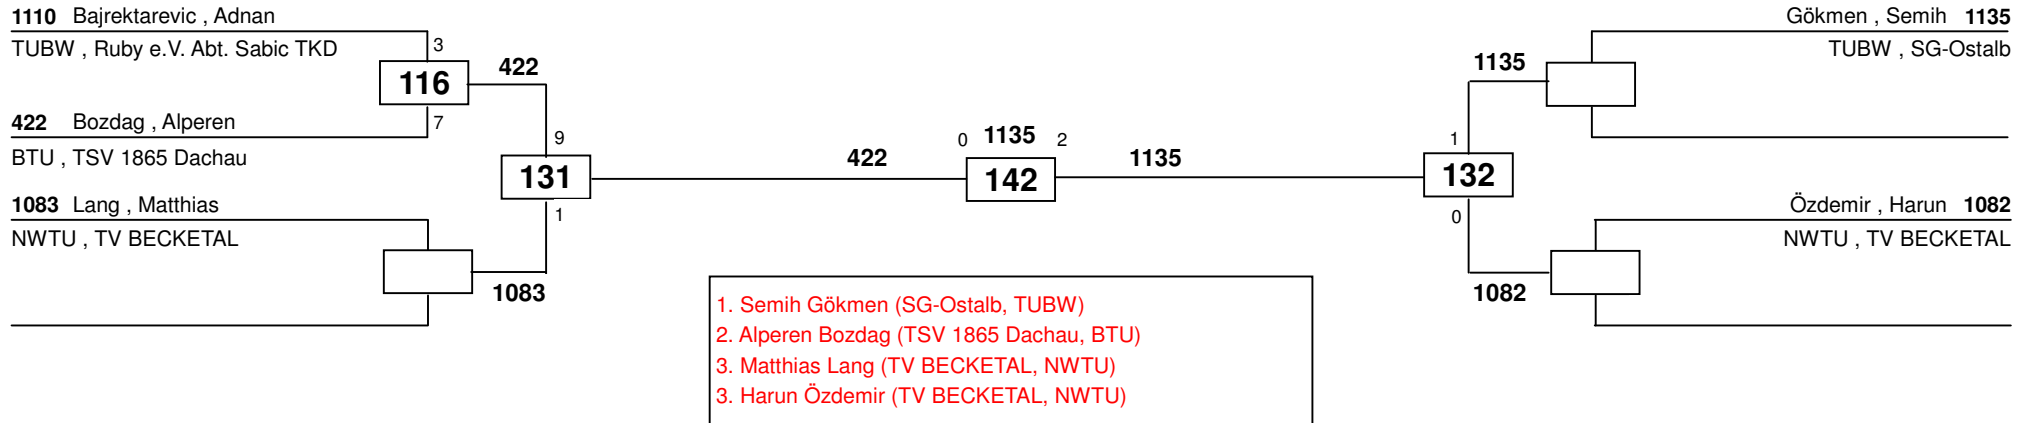 1110 Bajrektarevic , Adnan
TUBW , Ruby e.V. Abt. Sabic TKD
3
116
422
7
422 Bozdag , Alperen
BTU , TSV 1865 Dachau
9
131
1
1083 Lang , Matthias
NWTU , TV BECKETAL
1083
422
0 1135 2
142
1135
Gökmen , Semih 1135
TUBW , SG-Ostalb
1135
1
132
0
Özdemir , Harun 1082
NWTU , TV BECKETAL
1082
1. Semih Gökmen (SG-Ostalb, TUBW)
2. Alperen Bozdag (TSV 1865 Dachau, BTU)
3. Matthias Lang (TV BECKETAL, NWTU)
3. Harun Özdemir (TV BECKETAL, NWTU)